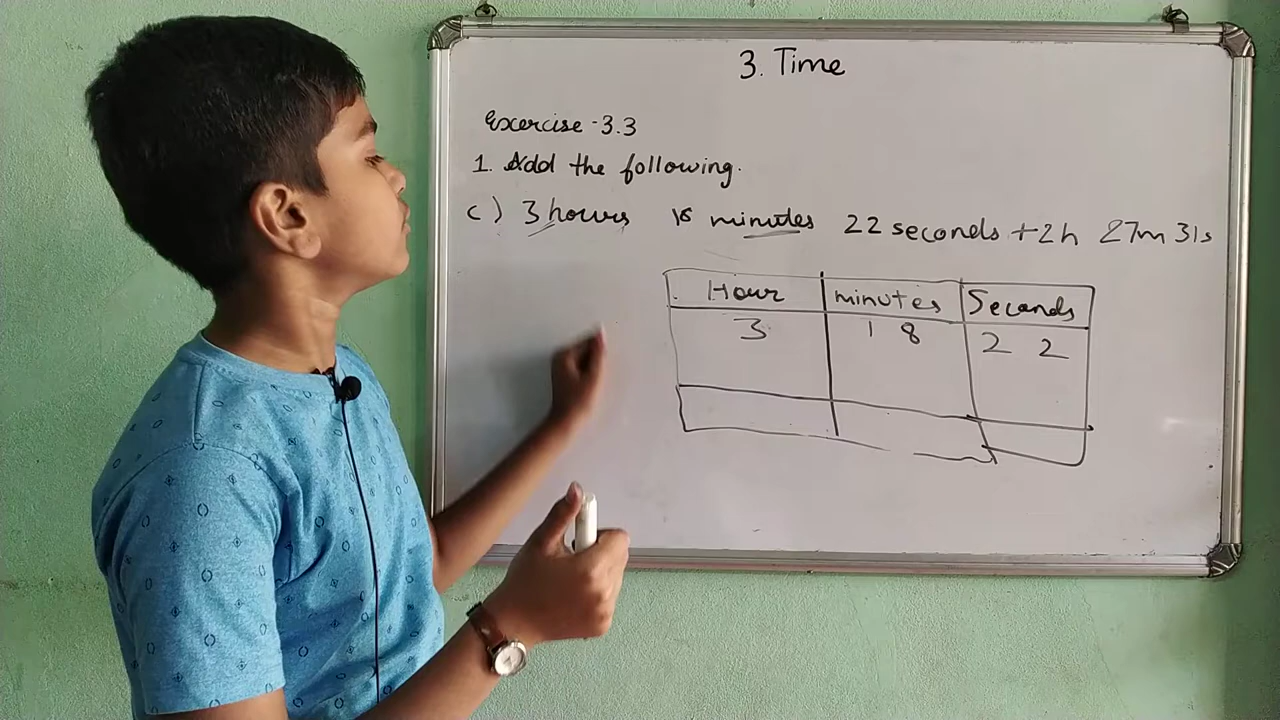 3. Time
Exercise - 3.3
1. Add the following.
c) 3 hours 18 minutes 22 seconds + 2h 27m 31s
Hour minutes Seconds
3 1 8 2 2